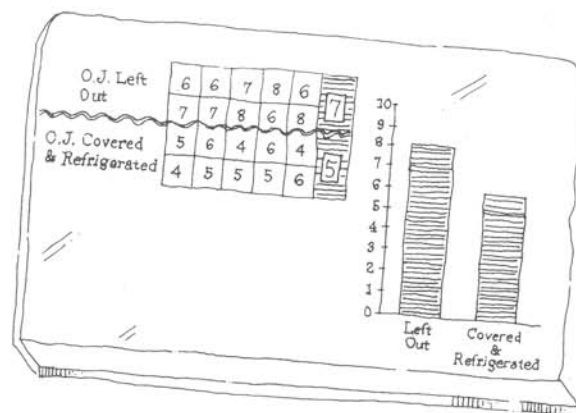 O.J. Left
Out
6 6 7 8 6
7 7 8 6 8
7
O.J. Covered
& Refrigerated
5 6 4 6 4
4 5 5 5 6
5
10
9
8
7
6
5
4
3
2
1
0
Left
Out
Covered
&
Refrigerated